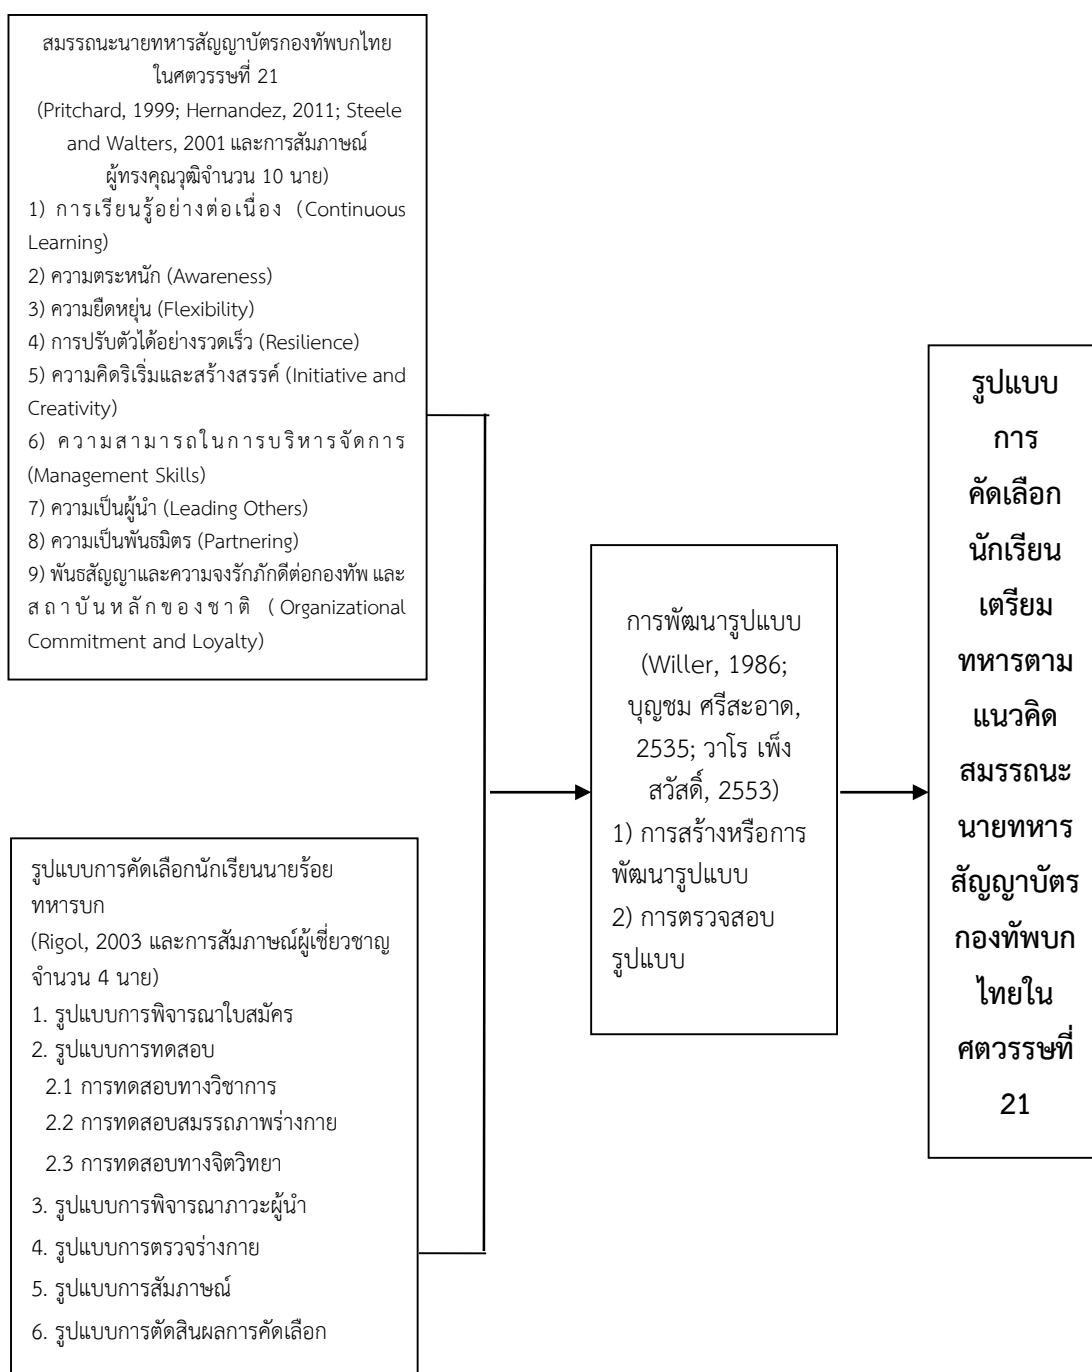 สมรรถนะนายทหารสัญญาบัตรกองทัพบกไทย
ในศตวรรษที่ 21
(Pritchard, 1999; Hernandez, 2011; Steele
and Walters, 2001 และการสัมภาษณ์
ผู้ทรงคุณวุฒิจำนวน 10 นาย)
1) การเรียนรู้อย่างต่อเนื่อง (Continuous
Learning)
2) ความตระหนัก (Awareness)
3) ความยืดหยุ่น (Flexibility)
4) การปรับตัวได้อย่างรวดเร็ว (Resilience)
5) ความคิดริเริ่มและสร้างสรรค์ (Initiative and
Creativity)
6) ความสามารถในการบริหารจัดการ
(Management Skills)
7) ความเป็นผู้นำ (Leading Others)
8) ความเป็นพันธมิตร (Partnering)
9) พันธสัญญาและความจงรักภักดีต่อกองทัพ และ
สถาบันหลักของชาติ ( Organizational
Commitment and Loyalty)
รูปแบบการคัดเลือกนักเรียนนายร้อย
ทหารบก
(Rigol, 2003 และการสัมภาษณ์ผู้เชี่ยวชาญ
จำนวน 4 นาย)
1. รูปแบบการพิจารณาใบสมัคร
2. รูปแบบการทดสอบ
2.1 การทดสอบทางวิชาการ
2.2 การทดสอบสมรรถภาพร่างกาย
2.3 การทดสอบทางจิตวิทยา
3. รูปแบบการพิจารณาภาวะผู้นำ
4. รูปแบบการตรวจร่างกาย
5. รูปแบบการสัมภาษณ์
6. รูปแบบการตัดสินผลการคัดเลือก
การพัฒนารูปแบบ
(Willer, 1986;
บุญชม ศรีสะอาด,
2535; วาโร เพ็ง
สวัสดิ์, 2553)
1) การสร้างหรือการ
พัฒนารูปแบบ
2) การตรวจสอบ
รูปแบบ
รูปแบบ
การ
คัดเลือก
นักเรียน
เตรียม
ทหารตาม
แนวคิด
สมรรถนะ
นายทหาร
สัญญาบัตร
กองทัพบก
ไทยใน
ศตวรรษที่
21